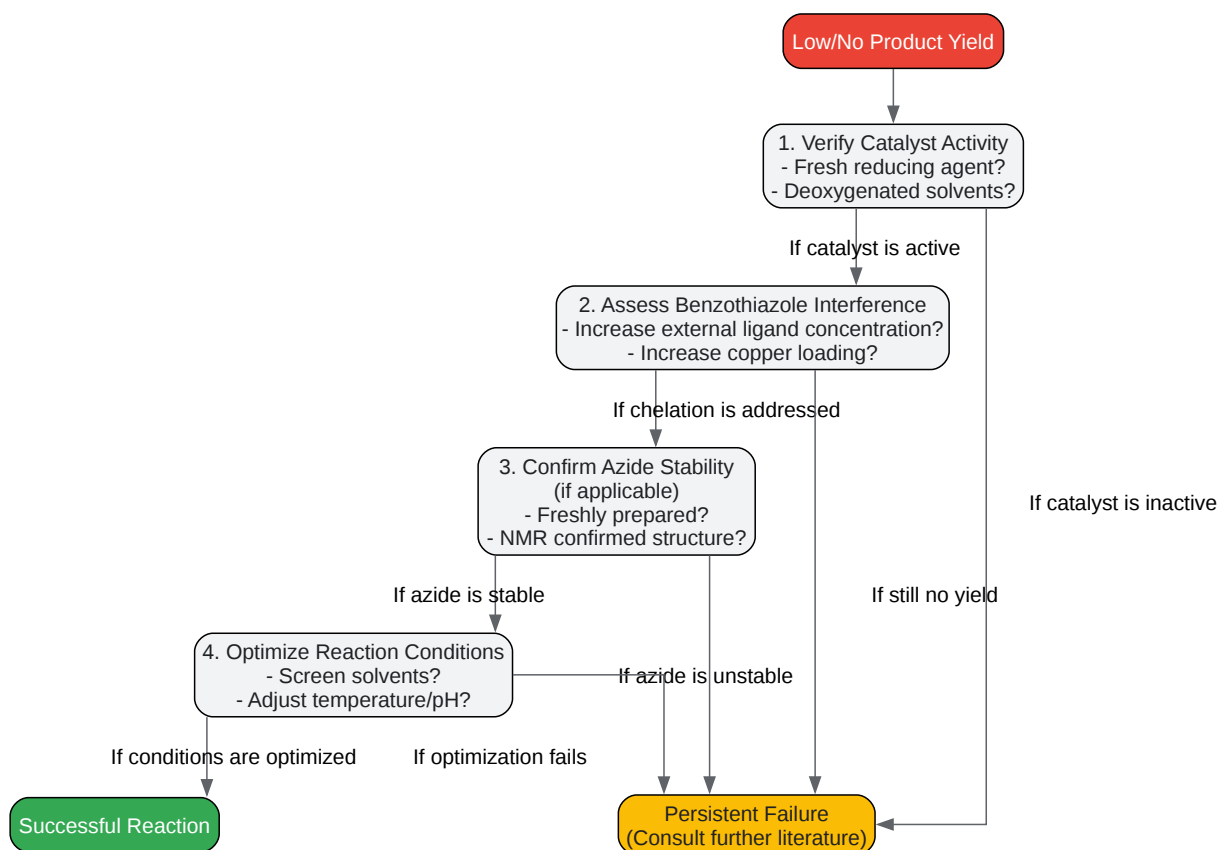 Low/No Product Yield
1. Verify Catalyst Activity
- Fresh reducing agent?
- Deoxygenated solvents?
If catalyst is active
2. Assess Benzothiazole Interference
- Increase external ligand concentration?
- Increase copper loading?
If chelation is addressed
3. Confirm Azide Stability
(if applicable)
- Freshly prepared?
- NMR confirmed structure?
If catalyst is inactive
If azide is stable
If still no yield
4. Optimize Reaction Conditions
- Screen solvents?
- Adjust temperature/pH?
If azide is unstable
If conditions are optimized
If optimization fails
Successful Reaction
Persistent Failure
(Consult further literature)